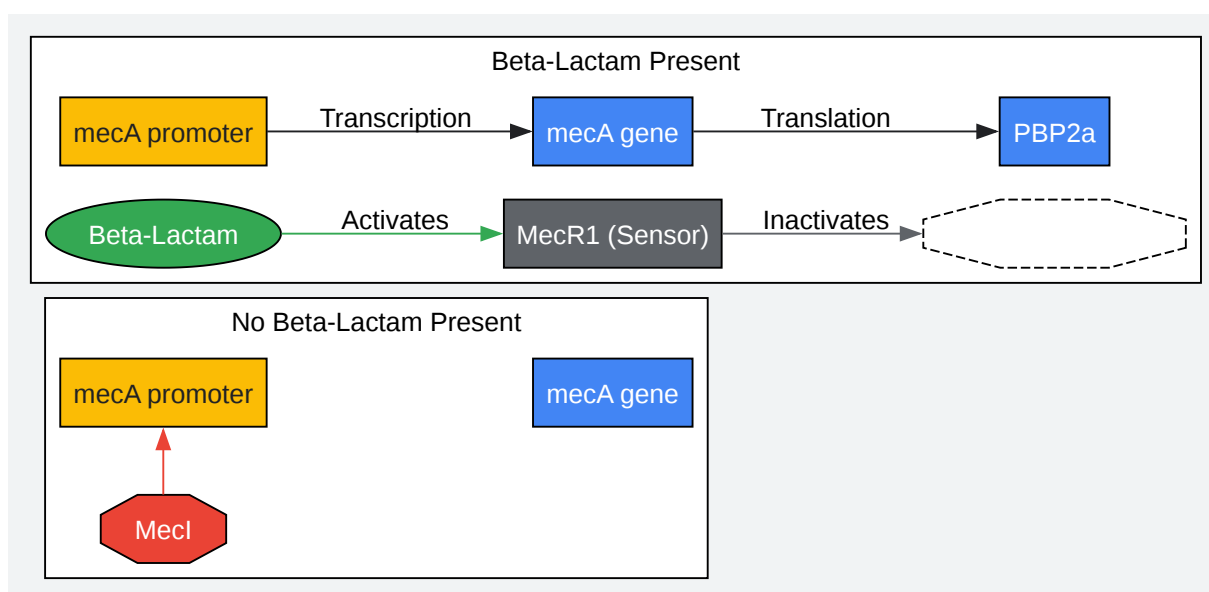 Beta-Lactam Present
mecA promoter
Transcription
mecA gene
Translation
PBP2a
Beta-Lactam
Activates
MecR1 (Sensor)
Inactivates
No Beta-Lactam Present
mecA promoter
mecA gene
MecI